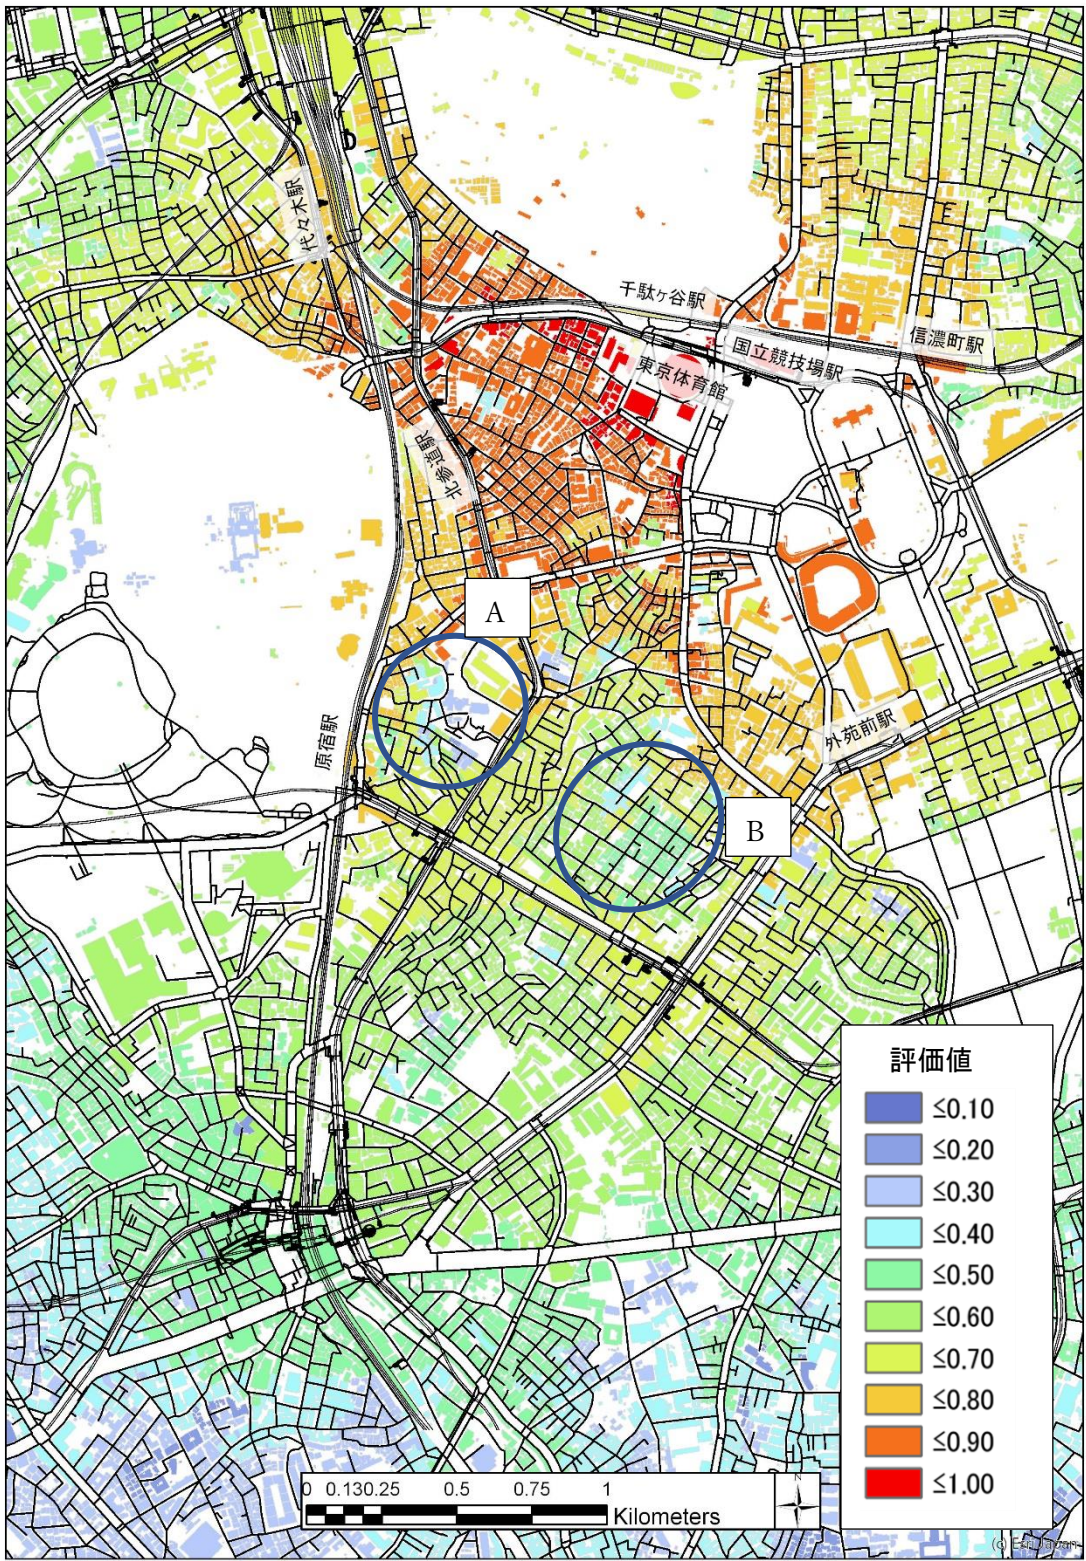 代々木駅
千駄ヶ谷駅
国立競技場駅
信濃町駅
東京体育館
北参道駅
A
原宿駅
外苑前駅
B
評価値
≤0.10
≤0.20
≤0.30
≤0.40
≤0.50
≤0.60
≤0.70
≤0.80
≤0.90
≤1.00
0 0.130.25 0.5 0.75 1
Kilometers
N
(c) Esri Japan